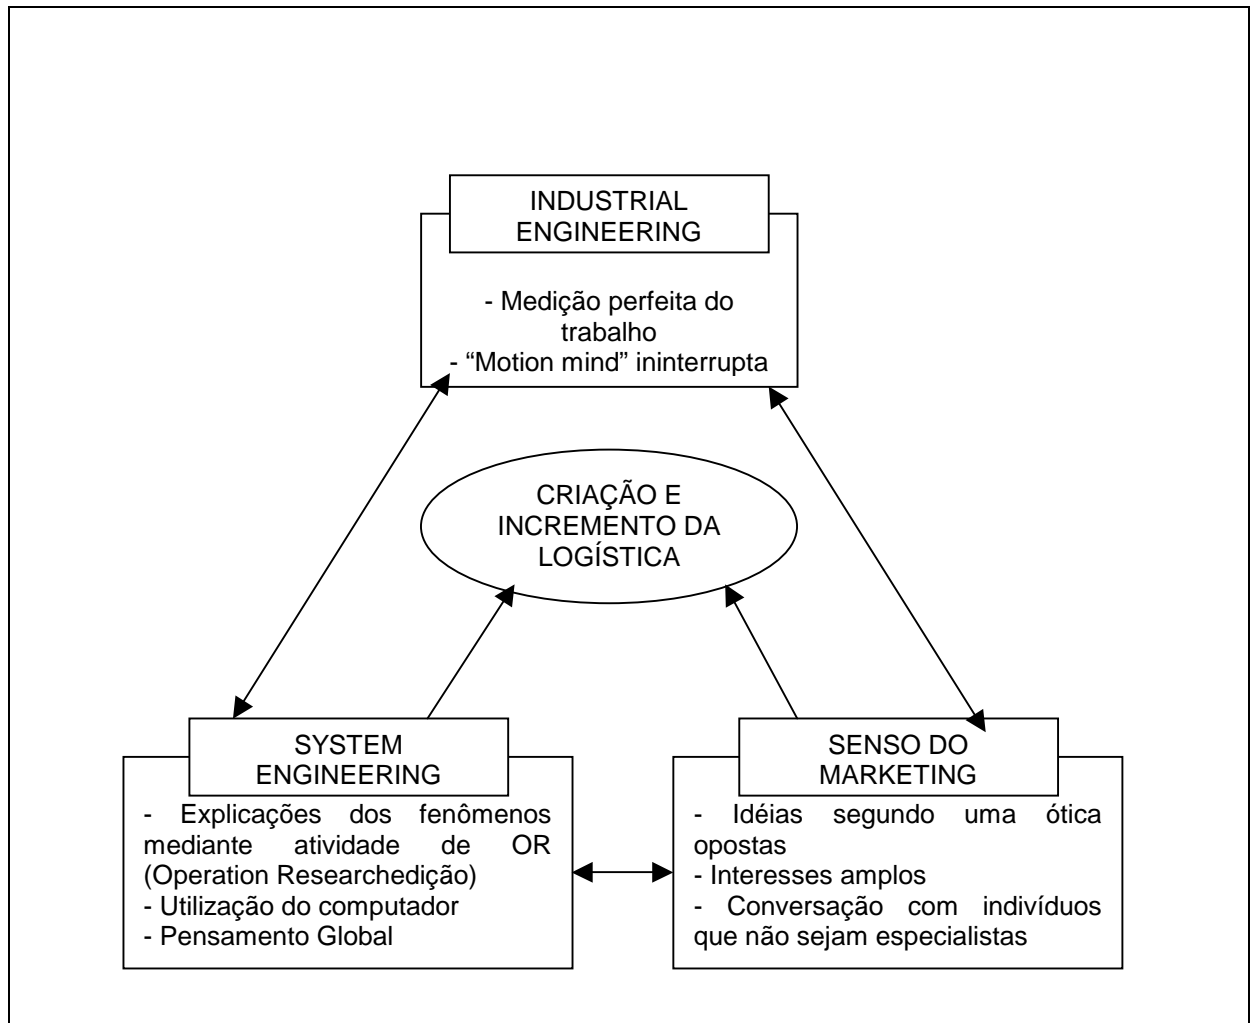 INDUSTRIAL
ENGINEERING
- Medição perfeita do
trabalho
- “Motion mind” ininterrupta
CRIAÇÃO E
INCREMENTO DA
LOGÍSTICA
SYSTEM
ENGINEERING
- Explicações dos fenômenos
mediante atividade de OR
(Operation Researchedição)
- Utilização do computador
- Pensamento Global
SENSO DO
MARKETING
- Idéias segundo uma ótica
opostas
- Interesses amplos
- Conversação com indivíduos
que não sejam especialistas